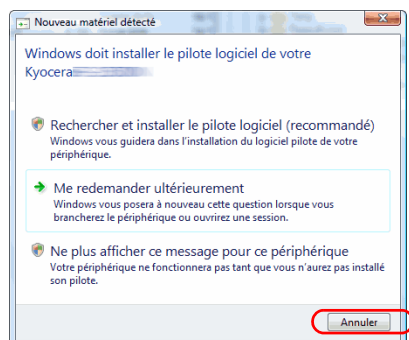 Nouveau matériel détecté
Windows doit installer le pilote logiciel de votre
Kyocera
Rechercher et installer le pilote logiciel (recommandé)
Windows vous guidera dans l'installation du logiciel pilote de votre
périphérique.
Me redemander ultérieurement
Windows vous posera à nouveau cette question lorsque vous
brancherez le périphérique ou ouvrirez une session.
Ne plus afficher ce message pour ce périphérique
Votre périphérique ne fonctionnera pas tant que vous n'aurez pas installé
son pilote.
Annuler